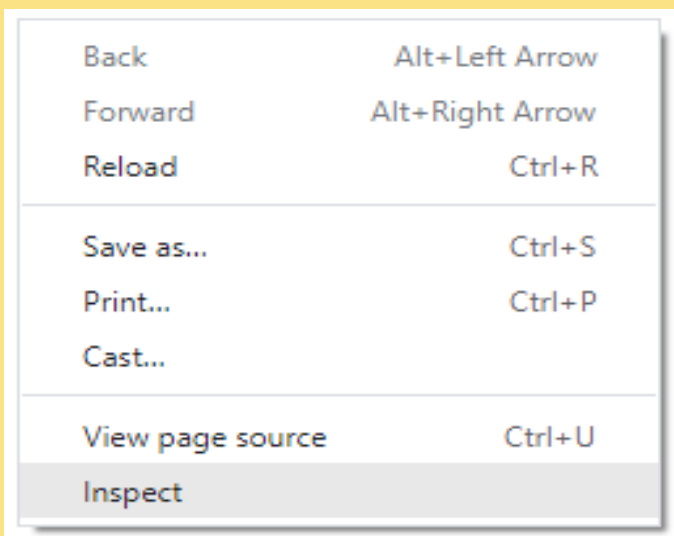 Back Alt+Left Arrow
Forward Alt+Right Arrow
Reload Ctrl+R
Save as... Ctrl+S
Print... Ctrl+P
Cast...
View page source Ctrl+U
Inspect